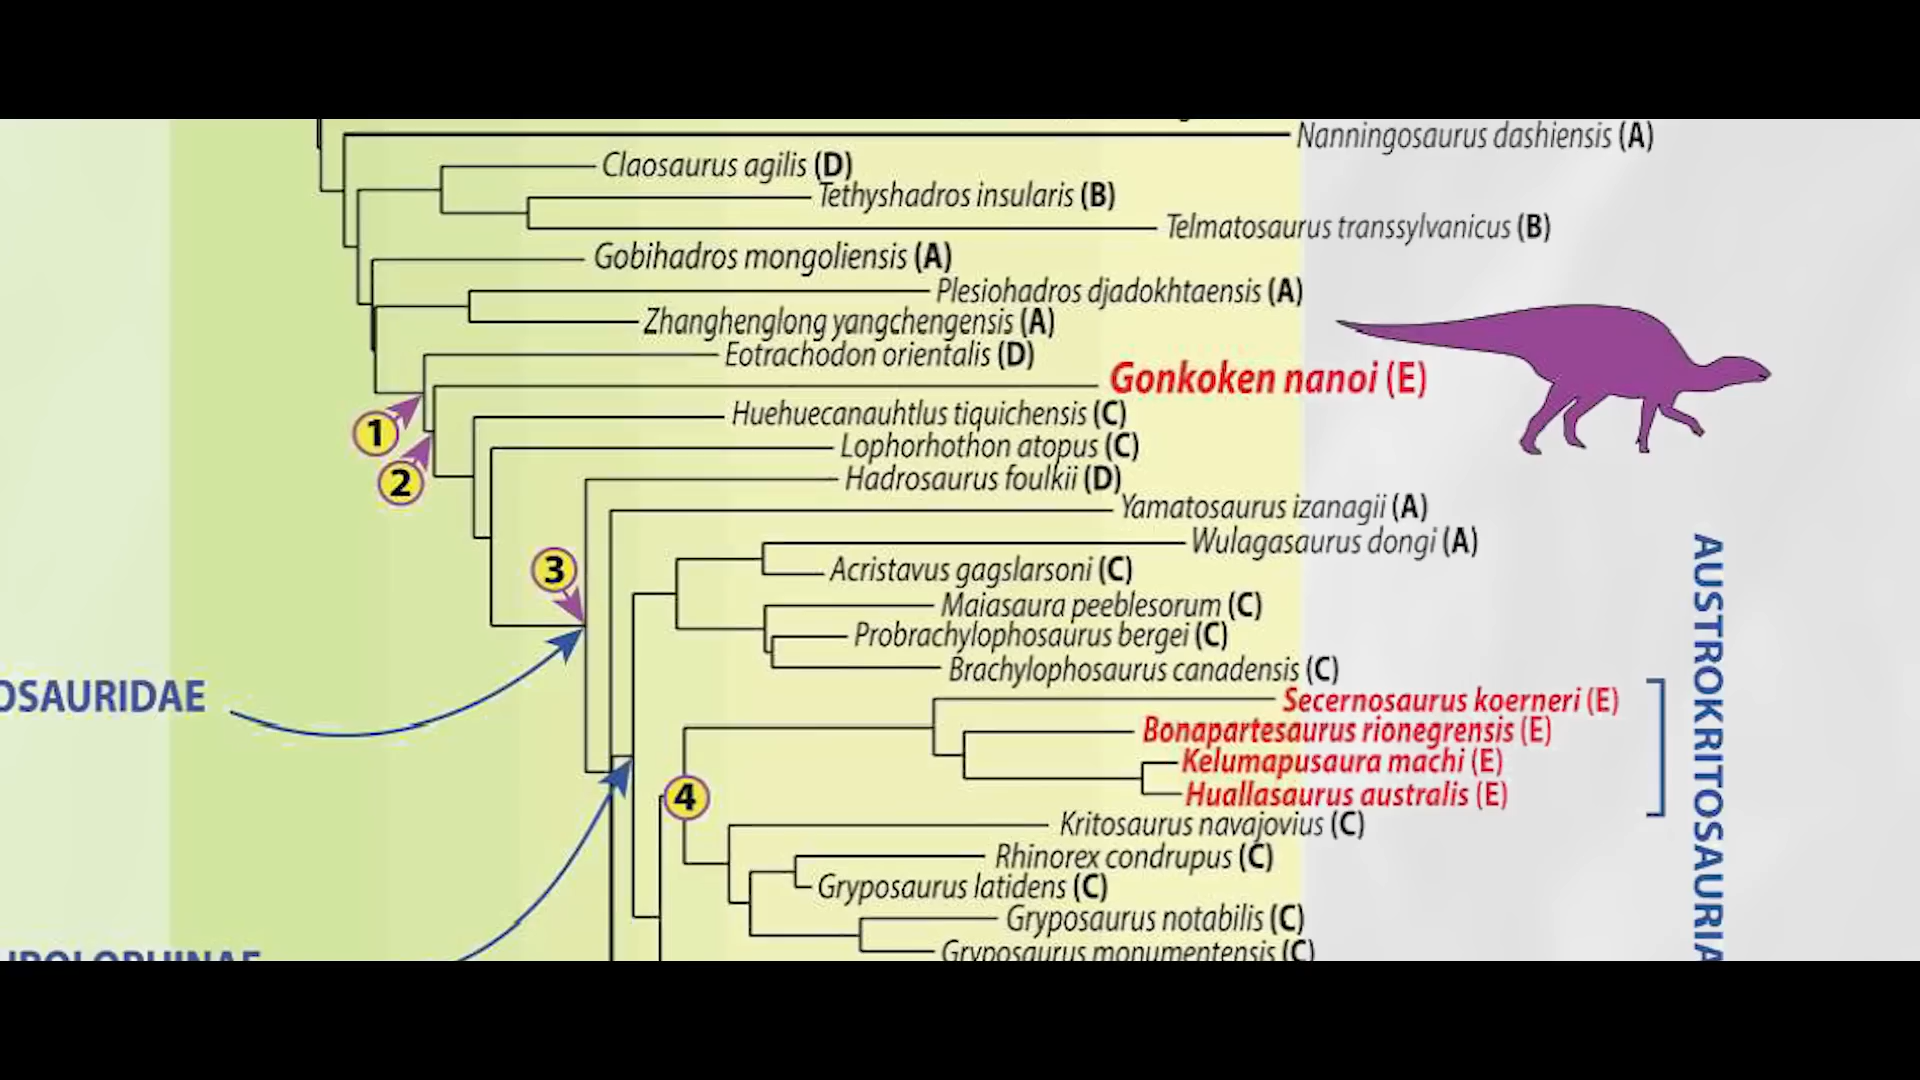 Nanningosaurus dashiensis (A)
Claosaurus agilis (D)
Tethyshadros insularis (B)
Telmatosaurus transsylvanicus (B)
Gobihadros mongoliensis (A)
Plesiohadros djadokhtaensis (A)
Zhanghenglong yangchengensis (A)
Eotrachodon orientalis (D)
Gonkoken nanoi (E)
1
Huehuecanauhtlus tiquichensis (C)
Lophorhothon atopus (C)
2
Hadrosaurus foulkii (D)
Yamatosaurus izanagii (A)
Wulagasaurus dongi (A)
3
Acristavus gagslarsoni (C)
Maiasaura peeblesorum (C)
Probrachylophosaurus bergei (C)
Brachylophosaurus canadensis (C)
OSAURIDAE
Secernosaurus koerneri (E)
Bonapartesaurus rionegrensis (E)
Kelumapusaura machi (E)
Huallasaurus australis (E)
AUSTROKRITOSAURIA
4
Kritosaurus navajovius (C)
Rhinorex condrupus (C)
Gryposaurus latidens (C)
Gryposaurus notabilis (C)
Gryposaurus monumentensis (C)